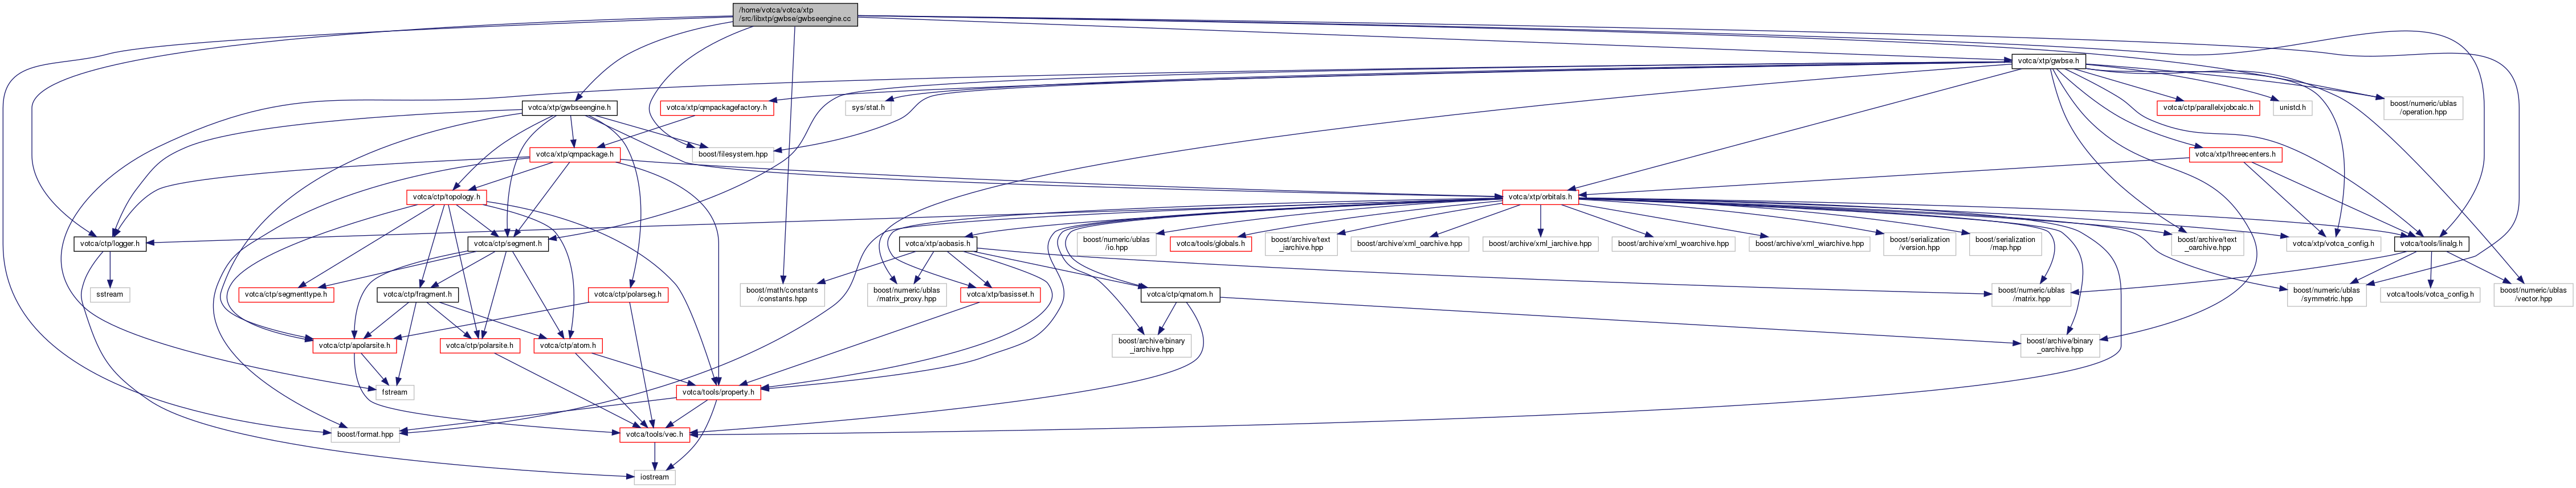 /home/votca/votca/xtp
/src/libxtp/gwbse/gwbseengine.cc
votca/xtp/gwbse.h
votca/xtp/gwbseengine.h
votca/xtp/qmpackagefactory.h
sys/stat.h
votca/ctp/parallelxjobcalc.h
unistd.h
boost/numeric/ublas
/operation.hpp
votca/xtp/qmpackage.h
boost/filesystem.hpp
votca/xtp/threecenters.h
votca/ctp/topology.h
votca/xtp/orbitals.h
votca/ctp/logger.h
votca/ctp/segment.h
votca/xtp/aobasis.h
boost/numeric/ublas
/io.hpp
votca/tools/globals.h
boost/archive/text
_iarchive.hpp
boost/archive/xml_oarchive.hpp
boost/archive/xml_iarchive.hpp
boost/archive/xml_woarchive.hpp
boost/archive/xml_wiarchive.hpp
boost/serialization
/version.hpp
boost/serialization
/map.hpp
boost/archive/text
_oarchive.hpp
votca/xtp/votca_config.h
votca/tools/linalg.h
sstream
votca/ctp/segmenttype.h
votca/ctp/fragment.h
votca/ctp/polarseg.h
boost/math/constants
/constants.hpp
boost/numeric/ublas
/matrix_proxy.hpp
votca/xtp/basisset.h
votca/ctp/qmatom.h
boost/numeric/ublas
/matrix.hpp
boost/numeric/ublas
/symmetric.hpp
votca/tools/votca_config.h
boost/numeric/ublas
/vector.hpp
votca/ctp/apolarsite.h
votca/ctp/polarsite.h
votca/ctp/atom.h
boost/archive/binary
_iarchive.hpp
boost/archive/binary
_oarchive.hpp
fstream
votca/tools/property.h
boost/format.hpp
votca/tools/vec.h
iostream